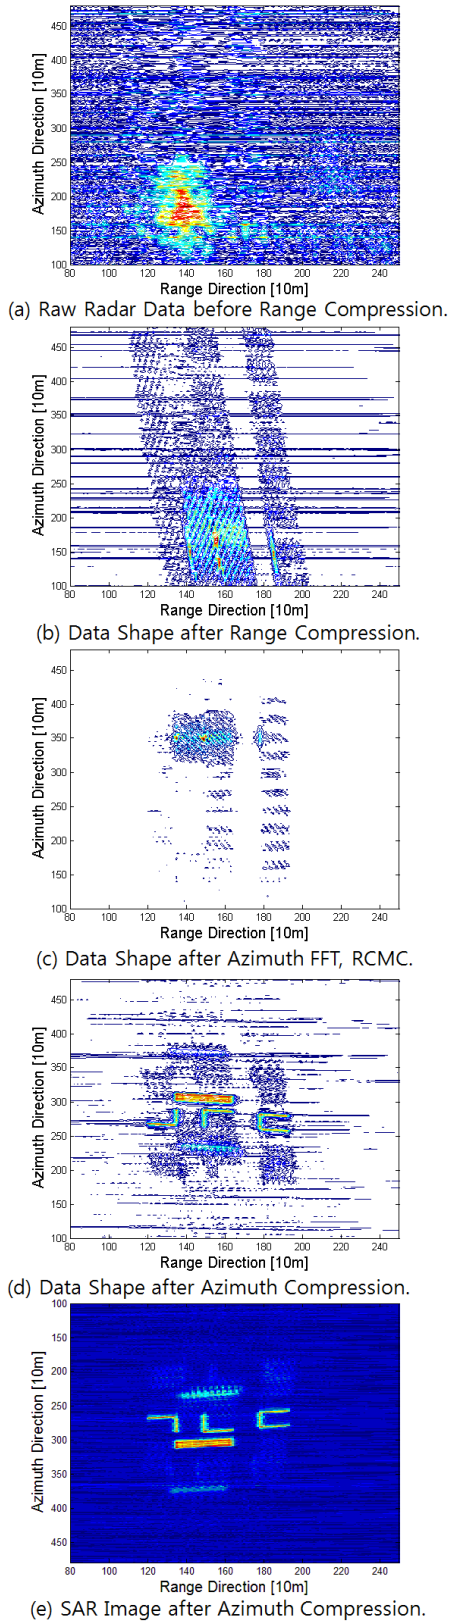 450
400
350
300
250
200
150
100
80 100 120 140 160 180 200 220 240
Azimuth Direction [10m]
Range Direction [10m]
(a) Raw Radar Data before Range Compression.
450
400
350
300
250
200
150
100
80 100 120 140 160 180 200 220 240
Azimuth Direction [10m]
Range Direction [10m]
(b) Data Shape after Range Compression.
450
400
350
300
250
200
150
100
80 100 120 140 160 180 200 220 240
Azimuth Direction [10m]
Range Direction [10m]
(c) Data Shape after Azimuth FFT, RCMC.
450
400
350
300
250
200
150
100
80 100 120 140 160 180 200 220 240
Azimuth Direction [10m]
Range Direction [10m]
(d) Data Shape after Azimuth Compression.
100
150
200
250
300
350
400
450
80 100 120 140 160 180 200 220 240
Azimuth Direction [10m]
Range Direction [10m]
(e) SAR Image after Azimuth Compression.